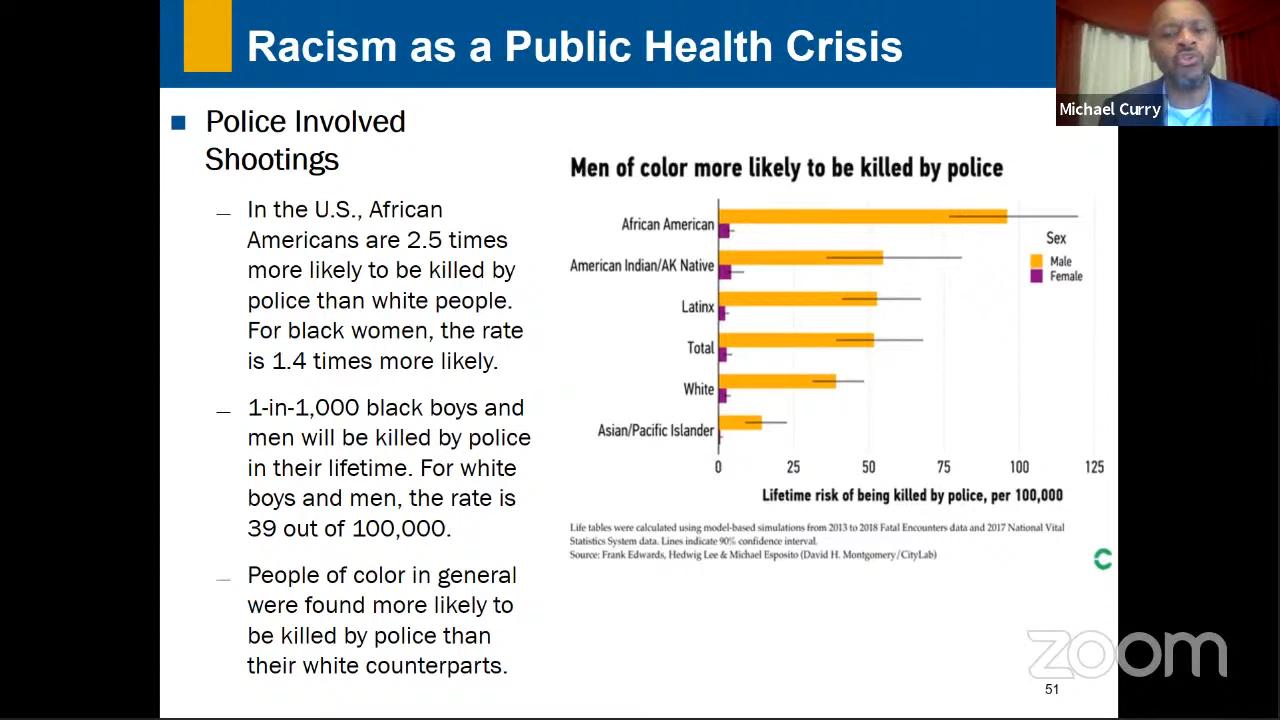 Racism as a Public Health Crisis
Michael Curry
Police Involved
Shootings
— In the U.S., African
Americans are 2.5 times
more likely to be killed by
police than white people.
For black women, the rate
is 1.4 times more likely.
— 1-in-1,000 black boys and
men will be killed by police
in their lifetime. For white
boys and men, the rate is
39 out of 100,000.
— People of color in general
were found more likely to
be killed by police than
their white counterparts.
Men of color more likely to be killed by police
African American
American Indian/AK Native
Latinx
Total
White
Asian/Pacific Islander
Sex
Male
Female
0 25 50 75 100 125
Lifetime risk of being killed by police, per 100,000
Life tables were calculated using model-based simulations from 2013 to 2018 Fatal Encounters data and 2017 National Vital
Statistics System data. Lines indicate 90% confidence interval.
Source: Frank Edwards, Hedwig Lee & Michael Esposito (David H. Montgomery/CityLab)
zoom
51